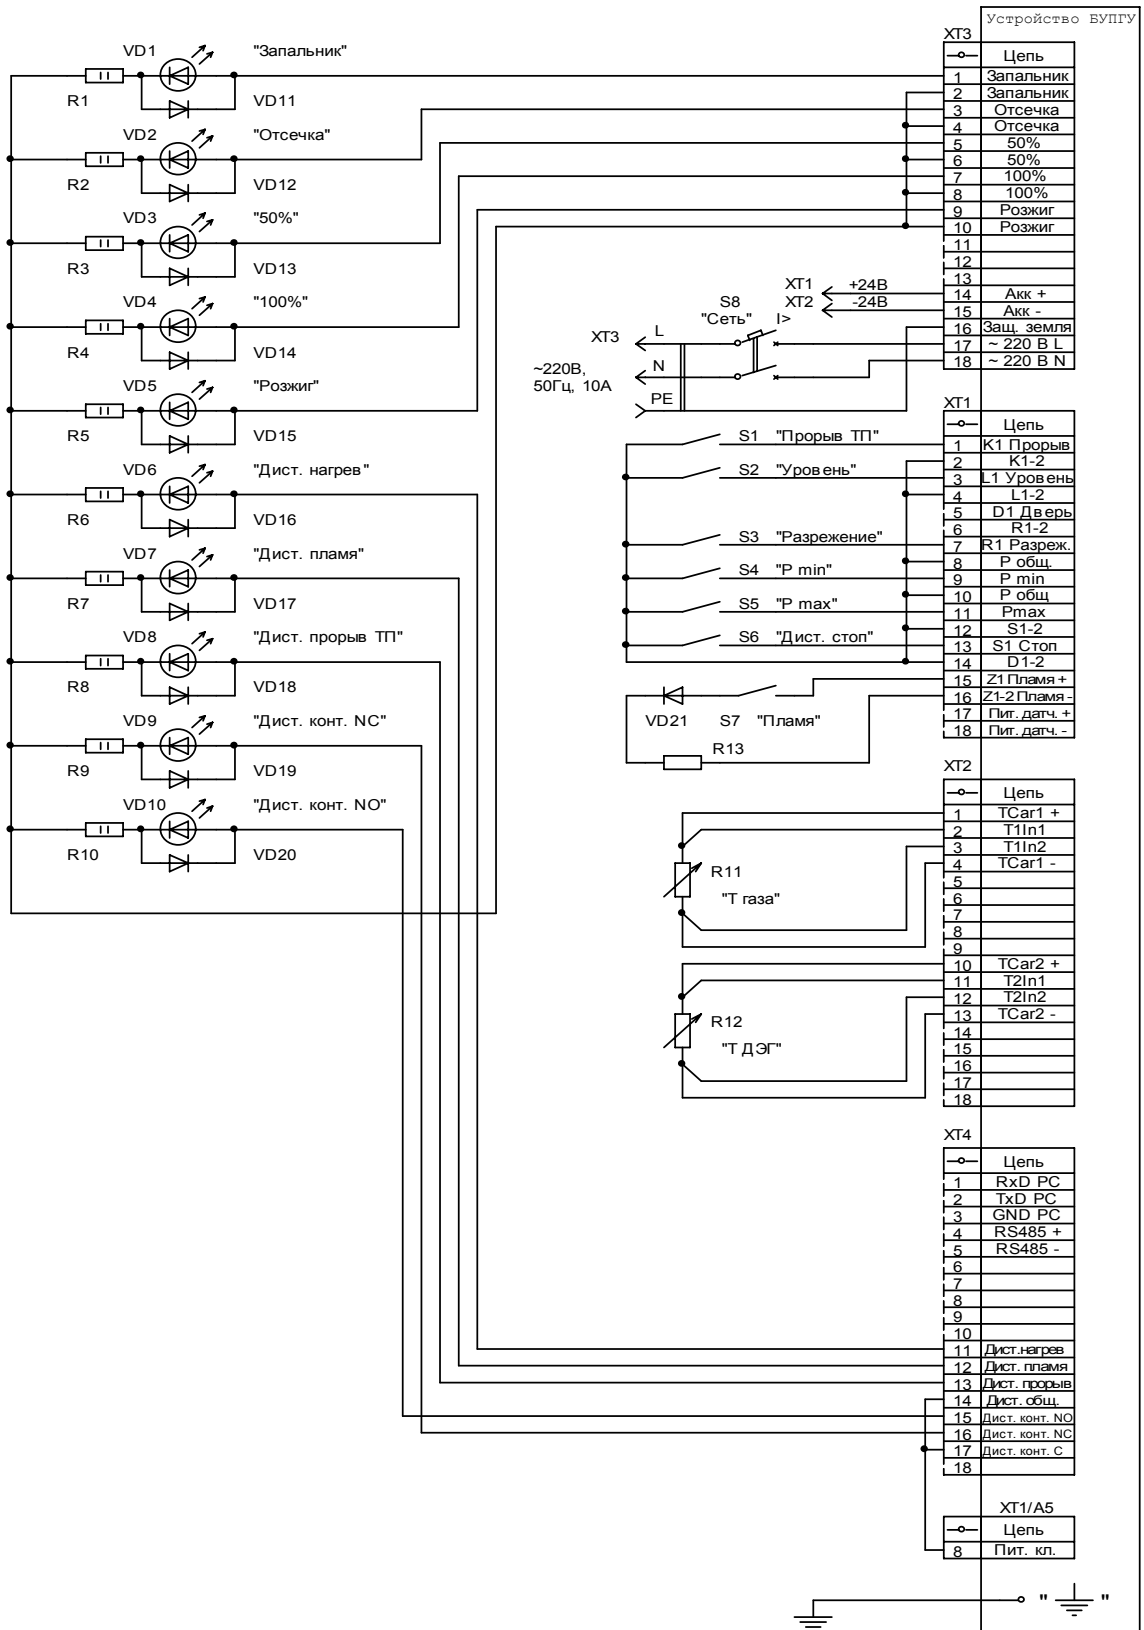 Устройство БУПГУ
VD1 "Запальник"
R1 VD11
VD2 "Отсечка"
R2 VD12
VD3 "50%"
R3 VD13
VD4 "100%"
R4 VD14
VD5 "Розжиг"
R5 VD15
VD6 "Дист. нагрев"
R6 VD16
VD7 "Дист. пламя"
R7 VD17
VD8 "Дист. прорыв ТП"
R8 VD18
VD9 "Дист. конт. NC"
R9 VD19
VD10 "Дист. конт. NO"
R10 VD20
XT3
Цепь
1 Запальник
2 Запальник
3 Отсечка
4 Отсечка
5 50%
6 50%
7 100%
8 100%
9 Розжиг
10 Розжиг
11
12
13
14 Акк +
15 Акк -
16 Защ. земля
17 ~ 220 В L
18 ~ 220 В N
XT1 +24В
XT2 -24В
S8
"Сеть" I>
XT3 L
N
PE
~220В,
50Гц, 10А
XT1
Цепь
1 K1 Прорыв
2 K1-2
3 L1 Уровень
4 L1-2
5 D1 Дверь
6 R1-2
7 R1 Разреж.
8 Р общ.
9 P min
10 Р общ
11 Pmax
12 S1-2
13 S1 Стоп
14 D1-2
15 Z1 Пламя +
16 Z1-2 Пламя -
17 Пит. датч. +
18 Пит. датч. -
S1 "Прорыв ТП"
S2 "Уровень"
S3 "Разрежение"
S4 "P min"
S5 "P max"
S6 "Дист. стоп"
VD21 S7 "Пламя"
R13
XT2
Цепь
1 TCar1 +
2 T1In1
3 T1In2
4 TCar1 -
5
6
7
8
9
10 TCar2 +
11 T2In1
12 T2In2
13 TCar2 -
14
15
16
17
18
R11
"Т газа"
R12
"Т ДЭГ"
XT4
Цепь
1 RxD PC
2 TxD PC
3 GND PC
4 RS485 +
5 RS485 -
6
7
8
9
10
11 Дист.нагрев
12 Дист. пламя
13 Дист. прорыв
14 Дист. общ.
15 Дист. конт. NO
16 Дист. конт. NC
17 Дист. конт. C
18
XT1/A5
Цепь
8 Пит. кл.
" "